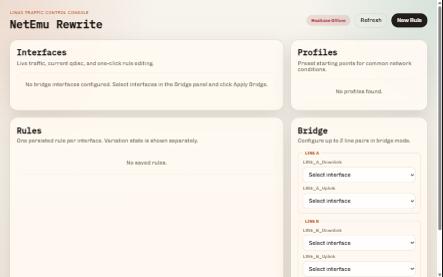 LINUX TRAFFIC CONTROL CONSOLE
NetEmu Rewrite
Realtime Offline
Refresh
New Rule
Interfaces
Live traffic, current qdisc, and one-click rule editing.
No bridge interfaces configured. Select interfaces in the Bridge panel and click Apply Bridge.
Profiles
Preset starting points for common network
conditions.
No profiles found.
Rules
One persisted rule per interface. Variation state is shown separately.
No saved rules.
Bridge
Configure up to 2 line pairs in bridge mode.
LINE A
LINE_A_Downlink
Select interface
LINE_A_Uplink
Select interface
LINE B
LINE_B_Downlink
Select interface
LINE_B_Uplink
Select interface